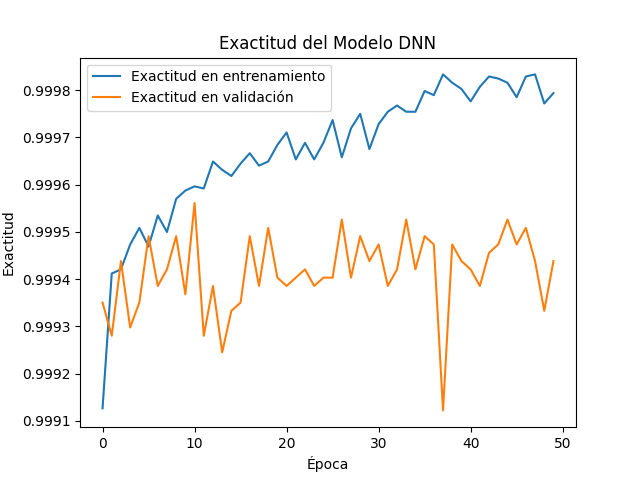 Exactitud del Modelo DNN
Exactitud en entrenamiento
Exactitud en validación
0.9998
0.9997
0.9996
0.9995
0.9994
0.9993
0.9992
0.9991
Exactitud
0
10
20
30
40
50
Época